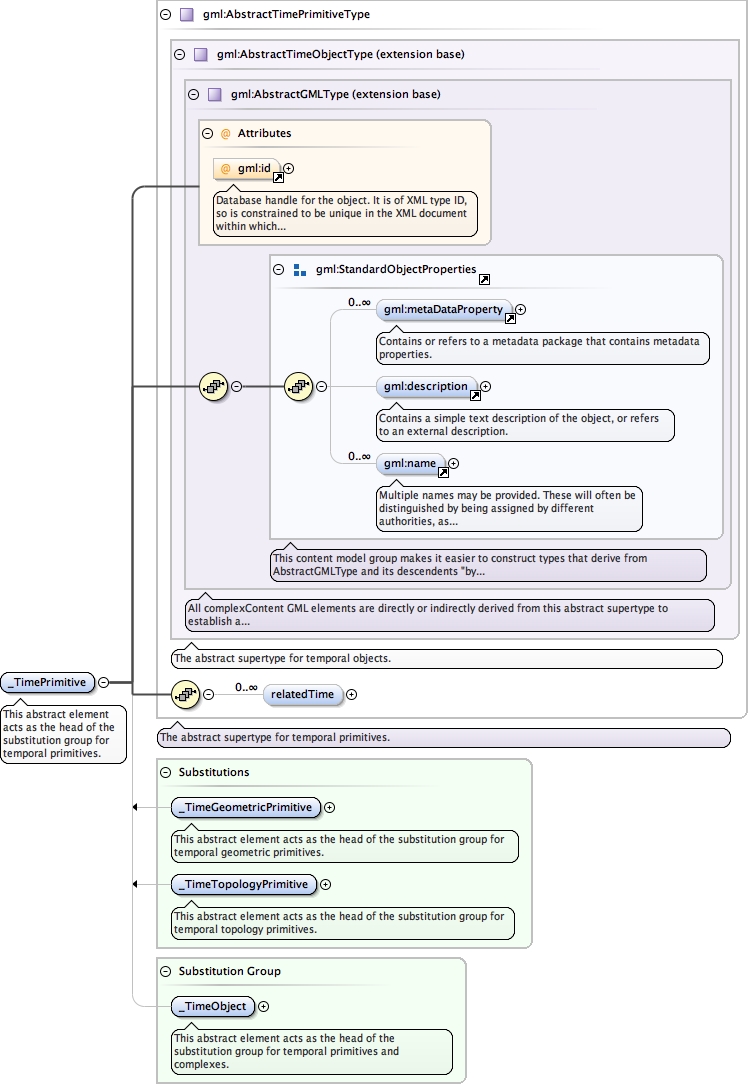 gml:AbstractTimePrimitiveType
gml:AbstractTimeObjectType (extension base)
gml:AbstractGMLType (extension base)
@ Attributes
@ gml:id
Database handle for the object. It is of XML type ID,
so is constrained to be unique in the XML document
within which...
gml:StandardObjectProperties
0..∞
gml:metaDataProperty
Contains or refers to a metadata package that contains metadata
properties.
gml:description
Contains a simple text description of the object, or refers
to an external description.
0..∞
gml:name
Multiple names may be provided. These will often be
distinguished by being assigned by different
authorities, as...
This content model group makes it easier to construct types that derive from
AbstractGMLType and its descendents "by...
All complexContent GML elements are directly or indirectly derived from this abstract supertype to
establish a...
The abstract supertype for temporal objects.
_TimePrimitive
This abstract element
acts as the head of the
substitution group for
temporal primitives.
0..∞
relatedTime
The abstract supertype for temporal primitives.
Substitutions
_TimeGeometricPrimitive
This abstract element acts as the head of the substitution group for
temporal geometric primitives.
_TimeTopologyPrimitive
This abstract element acts as the head of the substitution group for
temporal topology primitives.
Substitution Group
_TimeObject
This abstract element acts as the head of the
substitution group for temporal primitives and
complexes.